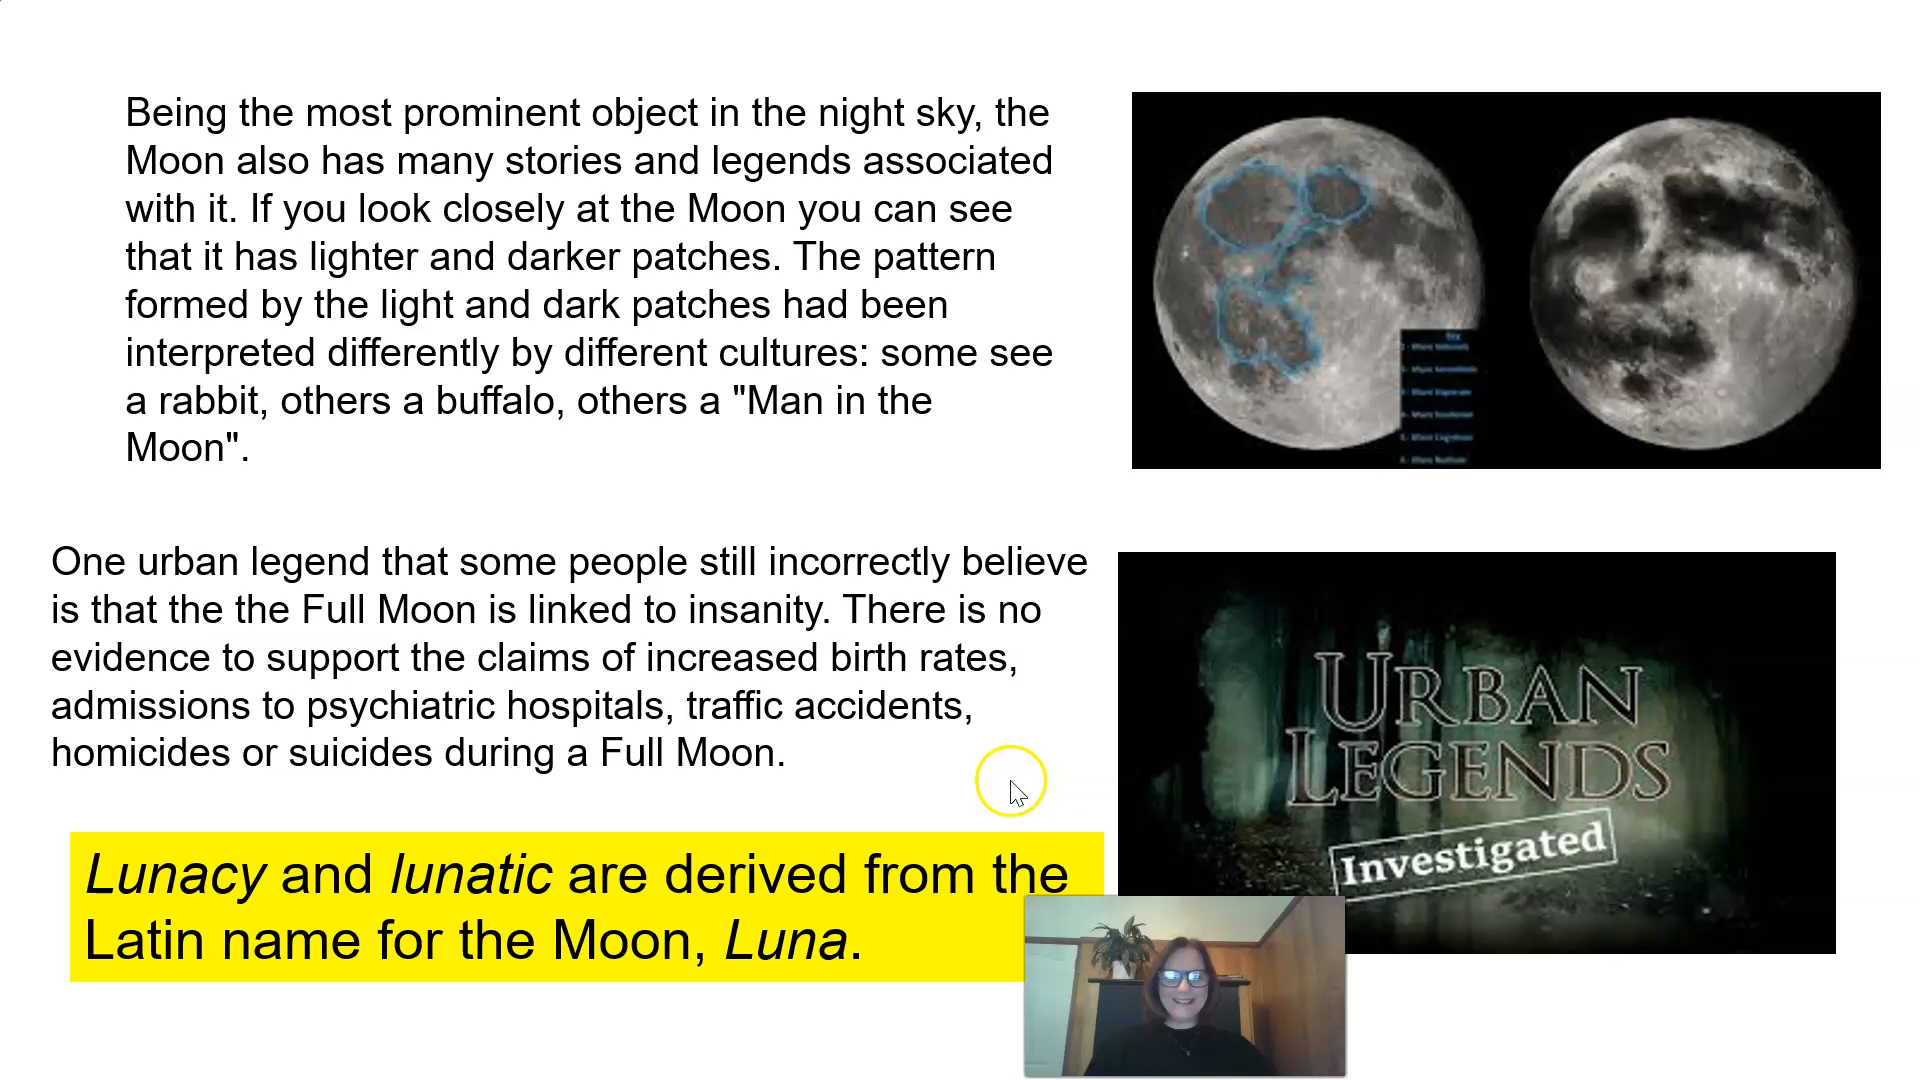 Being the most prominent object in the night sky, the
Moon also has many stories and legends associated
with it. If you look closely at the Moon you can see
that it has lighter and darker patches. The pattern
formed by the light and dark patches had been
interpreted differently by different cultures: some see
a rabbit, others a buffalo, others a "Man in the
Moon".
One urban legend that some people still incorrectly believe
is that the the Full Moon is linked to insanity. There is no
evidence to support the claims of increased birth rates,
admissions to psychiatric hospitals, traffic accidents,
homicides or suicides during a Full Moon.
Lunacy and lunatic are derived from the
Latin name for the Moon, Luna.
URBAN
LEGENDS
Investigated